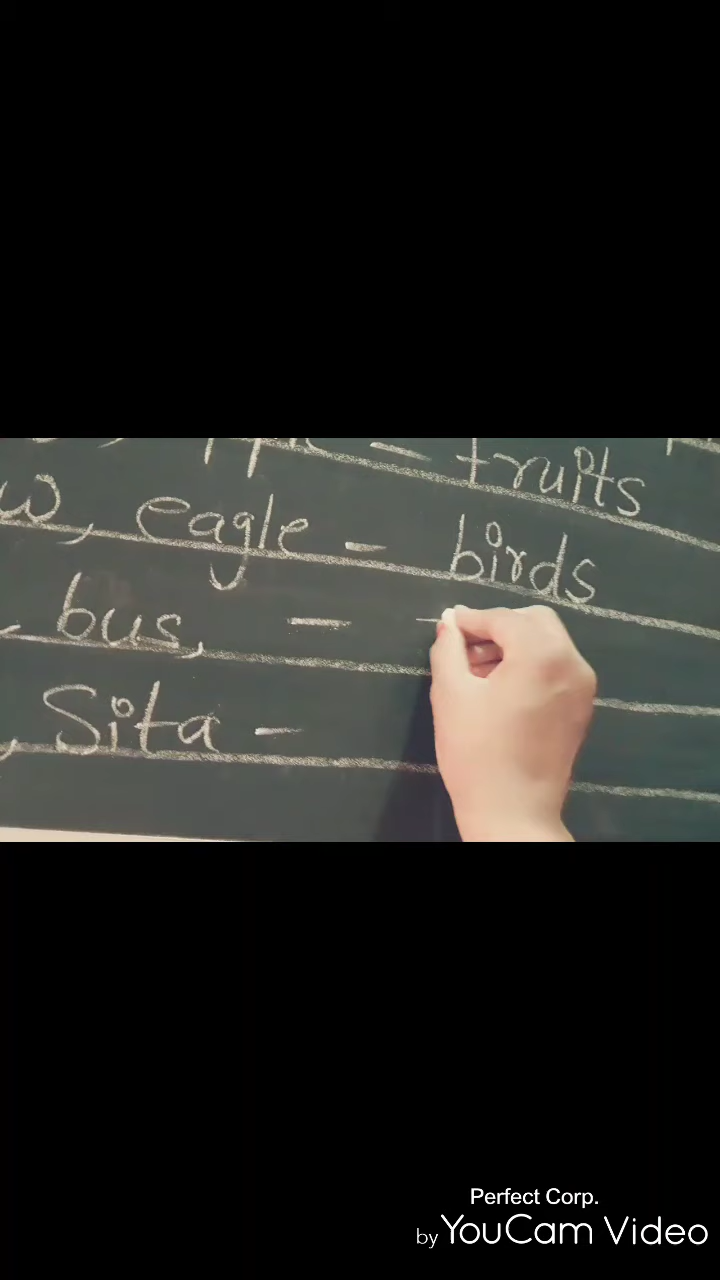 – fruits
w, eagle – birds
, bus, –
, Sita –
Perfect Corp.
by YouCam Video